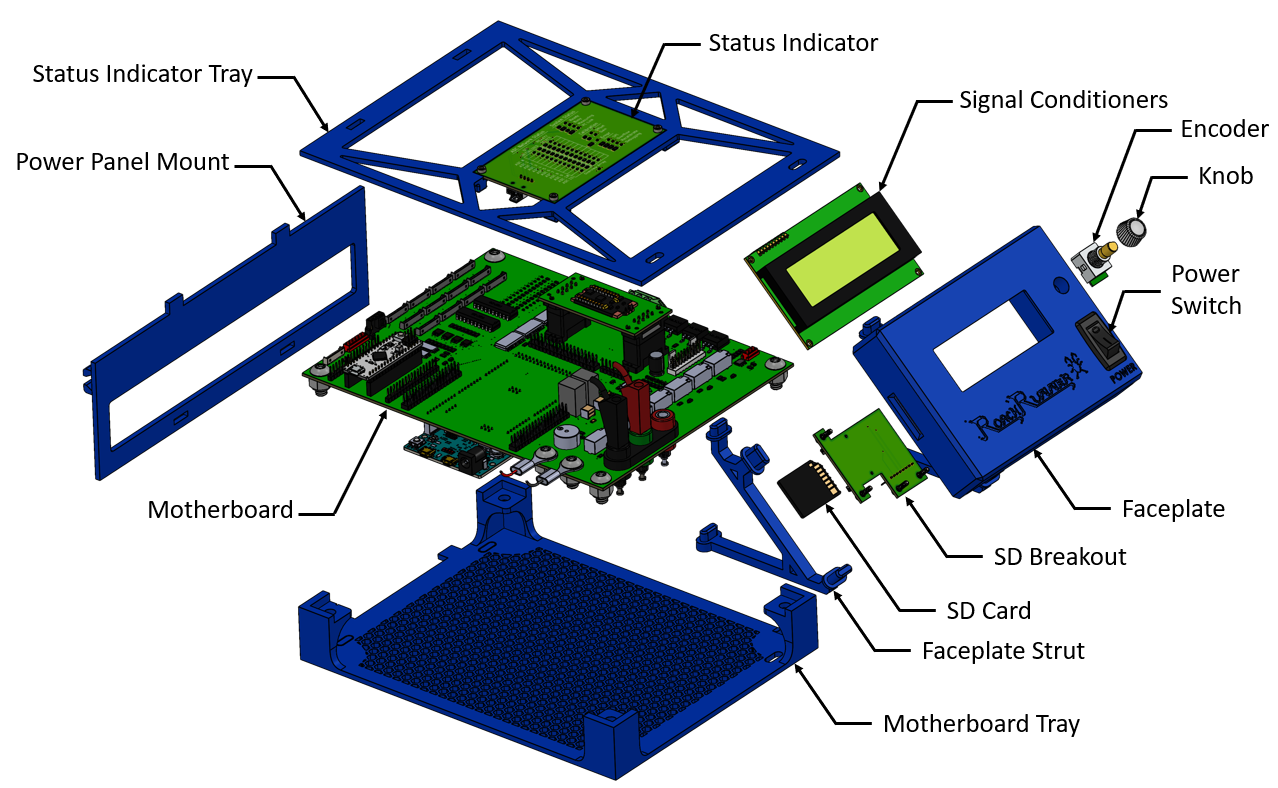 Status Indicator
Status Indicator Tray
Signal Conditioners
Encoder
Power Panel Mount
Knob
Power
Switch
POWER
Motherboard
Faceplate
SD Breakout
SD Card
Faceplate Strut
Motherboard Tray